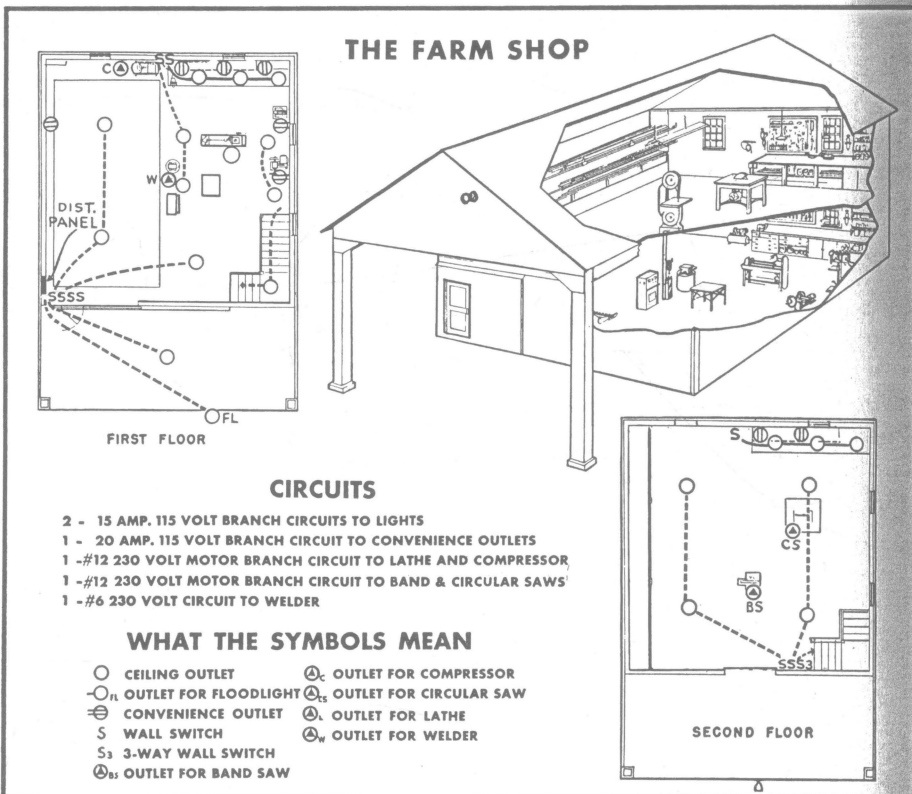 THE FARM SHOP
C
SS
W
DIST.
PANEL
SSSS
FL
FIRST FLOOR
S
CS
BS
SSS3
SECOND FLOOR
CIRCUITS
2 - 15 AMP. 115 VOLT BRANCH CIRCUITS TO LIGHTS
1 - 20 AMP. 115 VOLT BRANCH CIRCUIT TO CONVENIENCE OUTLETS
1 -#12 230 VOLT MOTOR BRANCH CIRCUIT TO LATHE AND COMPRESSOR
1 -#12 230 VOLT MOTOR BRANCH CIRCUIT TO BAND & CIRCULAR SAWS
1 -#6 230 VOLT CIRCUIT TO WELDER
WHAT THE SYMBOLS MEAN
CEILING OUTLET
FL OUTLET FOR FLOODLIGHT
CONVENIENCE OUTLET
S WALL SWITCH
S3 3-WAY WALL SWITCH
BS OUTLET FOR BAND SAW
C OUTLET FOR COMPRESSOR
CS OUTLET FOR CIRCULAR SAW
L OUTLET FOR LATHE
W OUTLET FOR WELDER